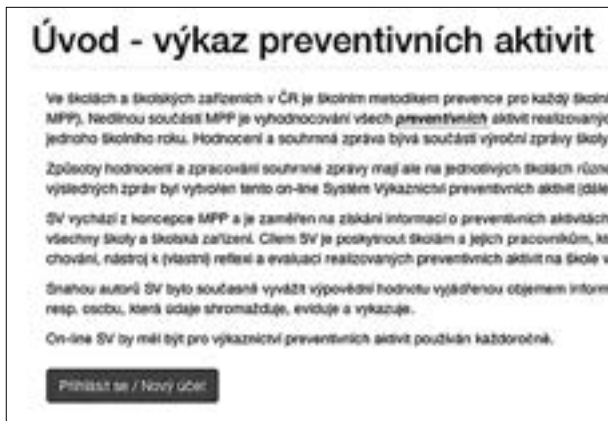 Úvod - výkaz preventivních aktivit
Ve školách a školských zařízeních v ČR je školním metodikem prevence pro každý školní
MPP). Nedílnou součástí MPP je vyhodnocování všech preventivních aktivit realizovaných
jednoho školního roku. Hodnocení a souhrnná zpráva bývá součástí výroční zprávy školy
Způsoby hodnocení a zpracování souhrnné zprávy mají ale na jednotlivých školách různ
výsledných zpráv byl vytvořen tento on-line Systém Výkaznictví preventivních aktivit (dále
SV vychází z koncepce MPP a je zaměřen na získání informací o preventivních aktivitách
všechny školy a školská zařízení. Cílem SV je poskytnout školám a jejich pracovníkům, kt
chování, nástroj k (vlastní) reflexi a evaluaci realizovaných preventivních aktivit na škole v
Snahou autorů SV bylo současně vyvážit výpovědní hodnotu vyjádřenou objemem inform
resp. osobu, která údaje shromažďuje, eviduje a vykazuje.
On-line SV by měl být pro výkaznictví preventivních aktivit používán každoročně.
Přihlásit se / Nový účet